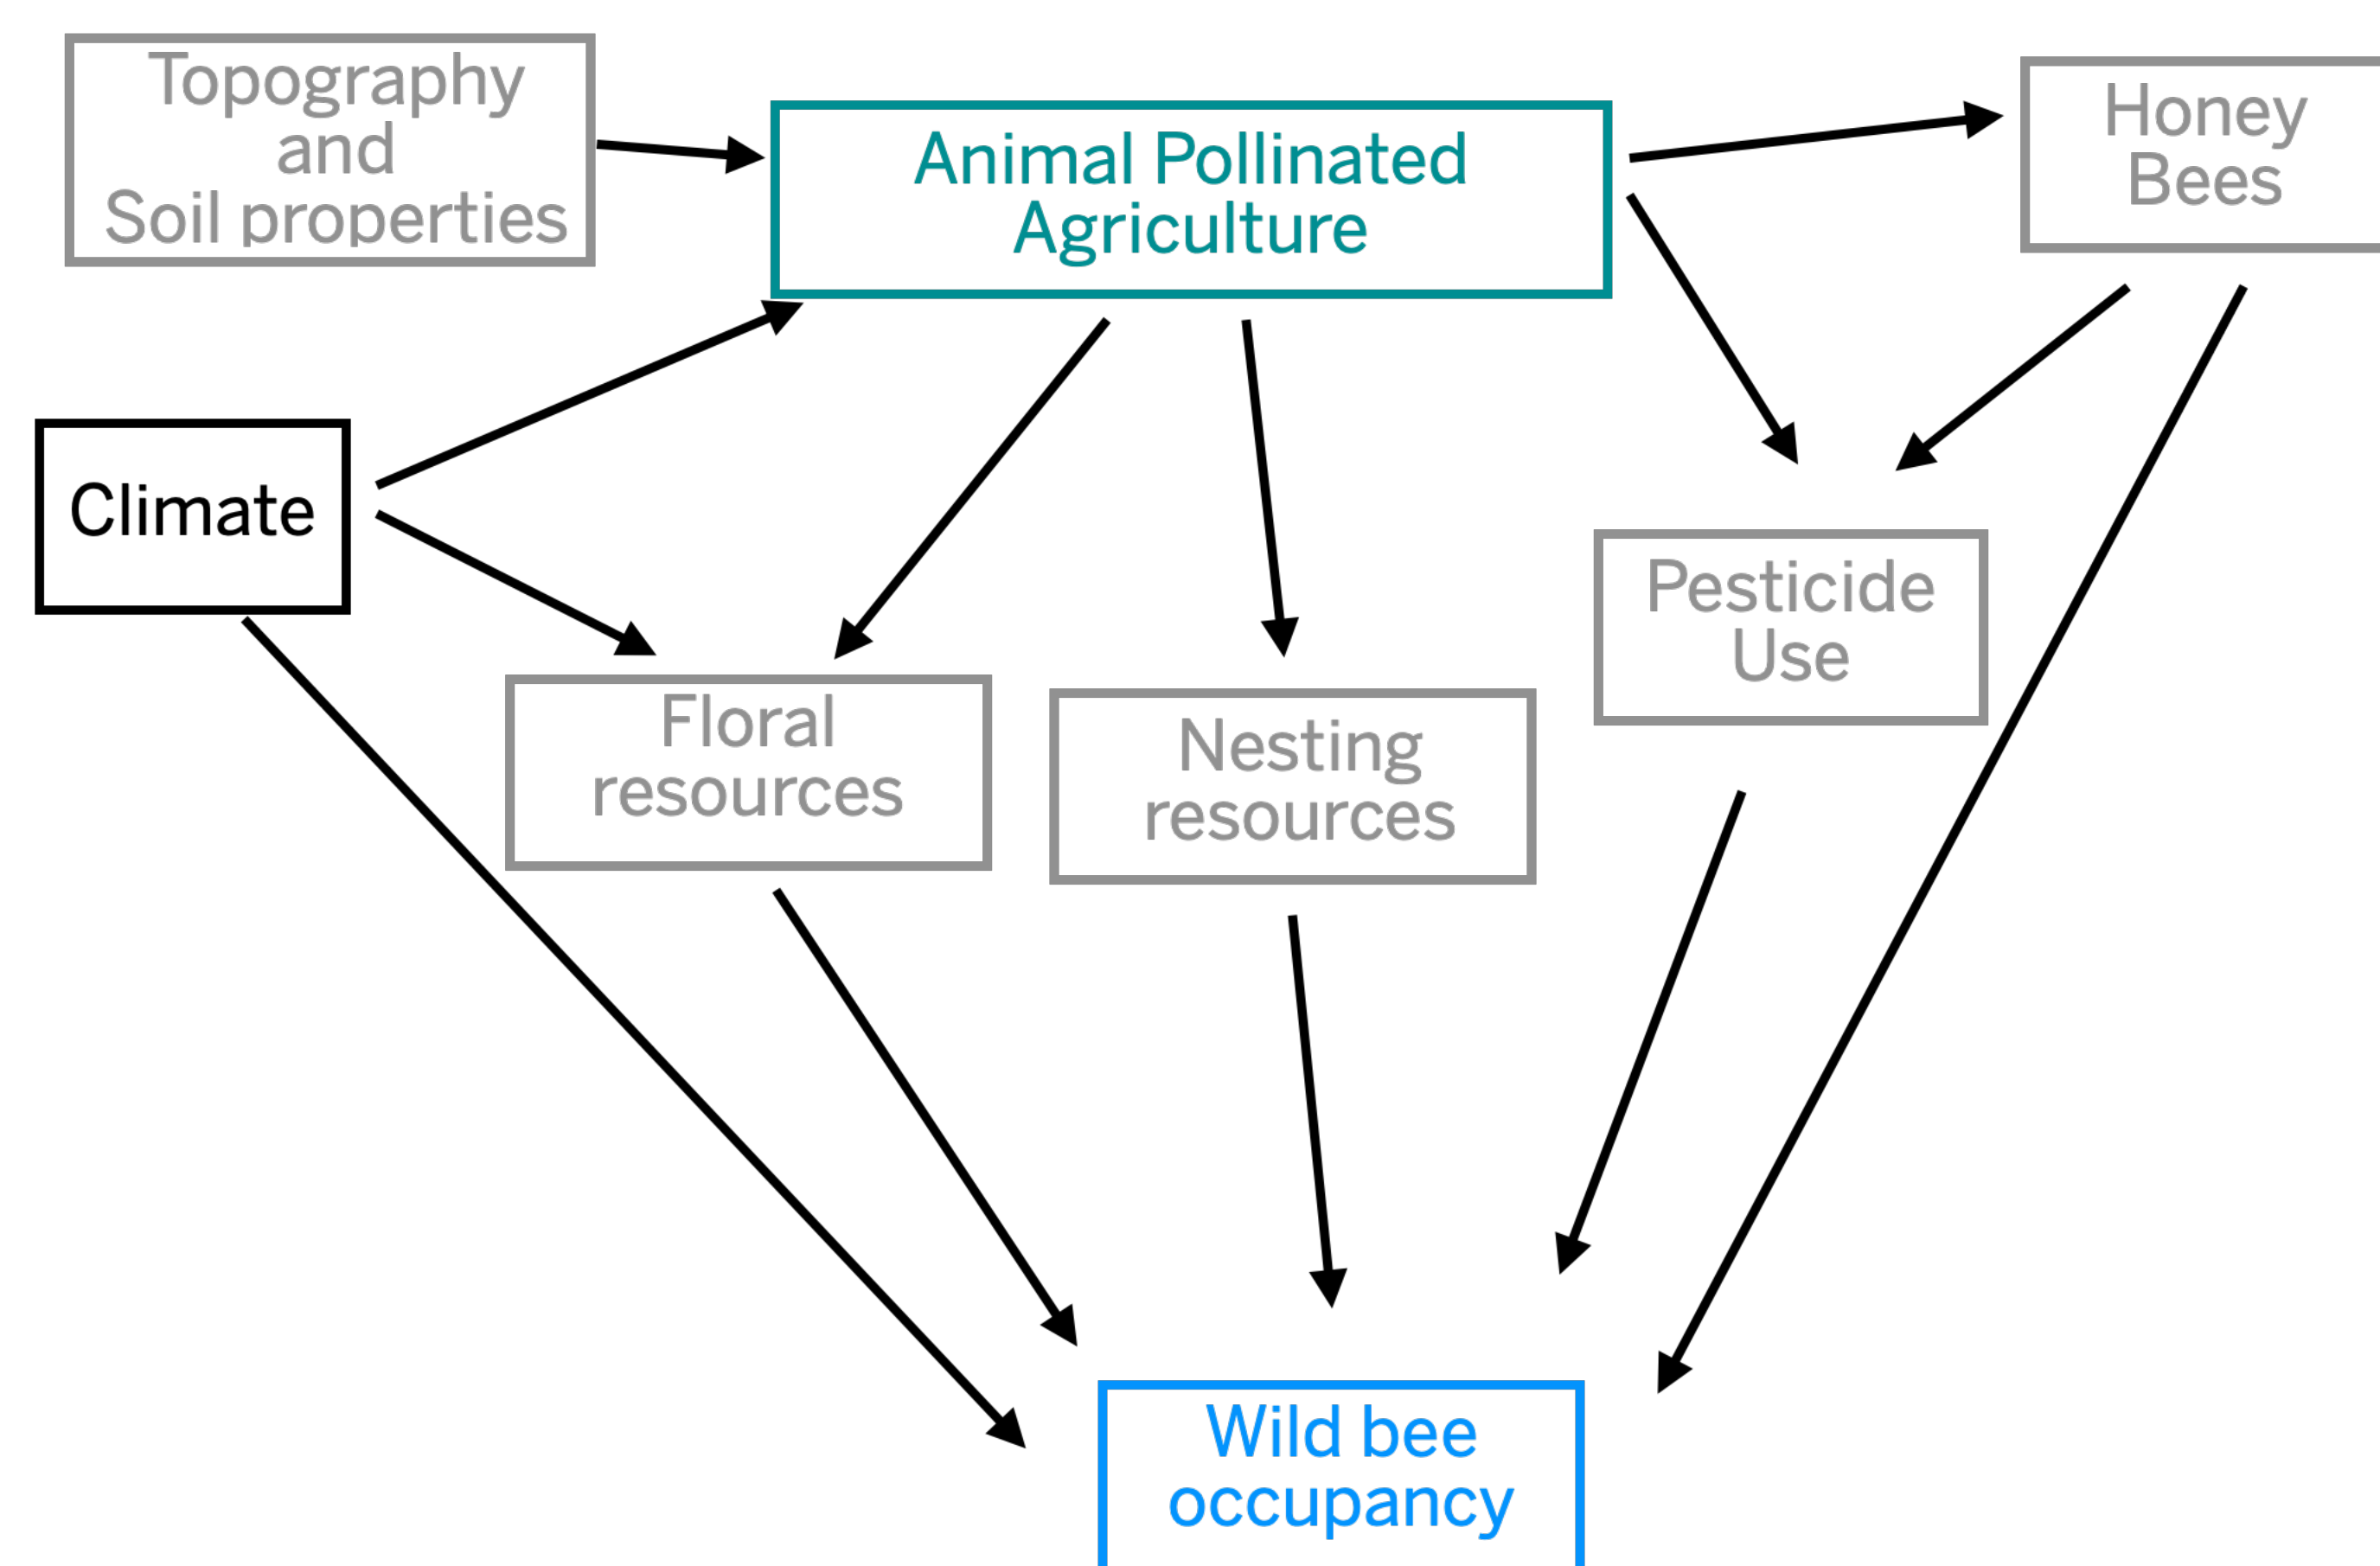 Topography
and
Soil properties
Animal Pollinated
Agriculture
Honey
Bees
Climate
Pesticide
Use
Floral
resources
Nesting
resources
Wild bee
occupancy